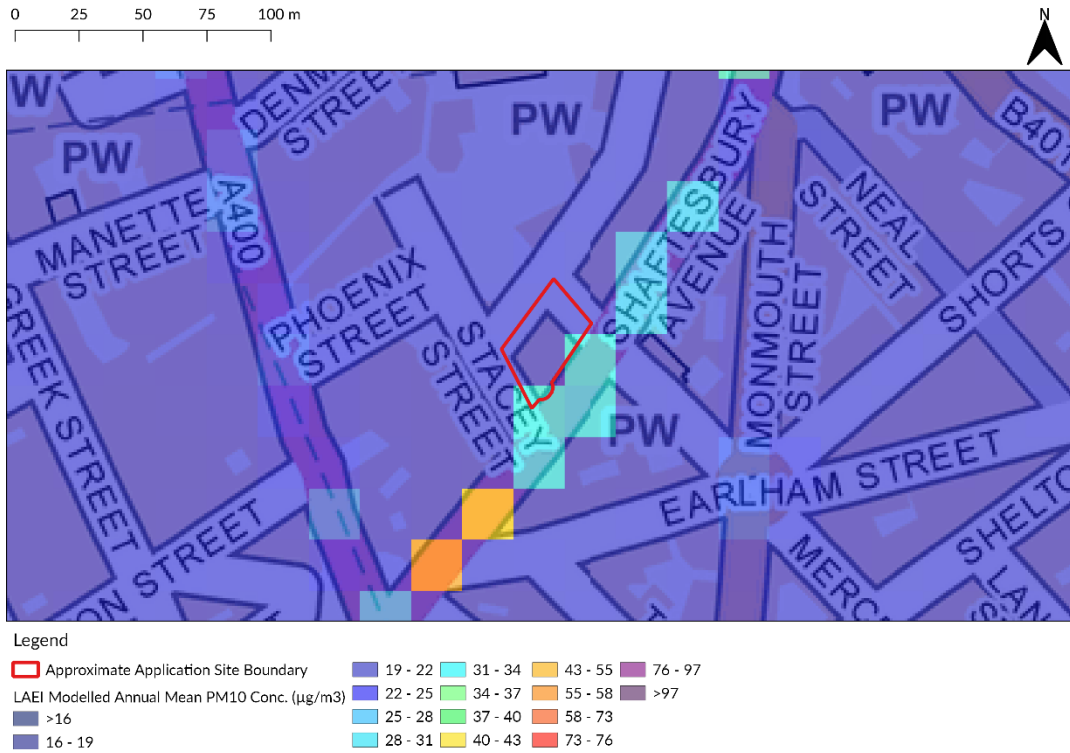 0 25 50 75 100 m
N
W
DENM
STREET
PW
PW
PW
B401
MANETTE
STREET
A400
SHAFTESBURY
AVENUE
NEAL
STREET
SHORTS
PHOENIX
STREET
STACEY
STREET
MONMOUTH
STREET
GREEK STREET
PW
EARLHAM STREET
ON STREET
MERC
SHELTO
LAN
Legend
Approximate Application Site Boundary
LAEI Modelled Annual Mean PM10 Conc. (µg/m3)
>16
16 - 19
19 - 22
22 - 25
25 - 28
28 - 31
31 - 34
34 - 37
37 - 40
40 - 43
43 - 55
55 - 58
58 - 73
73 - 76
76 - 97
>97